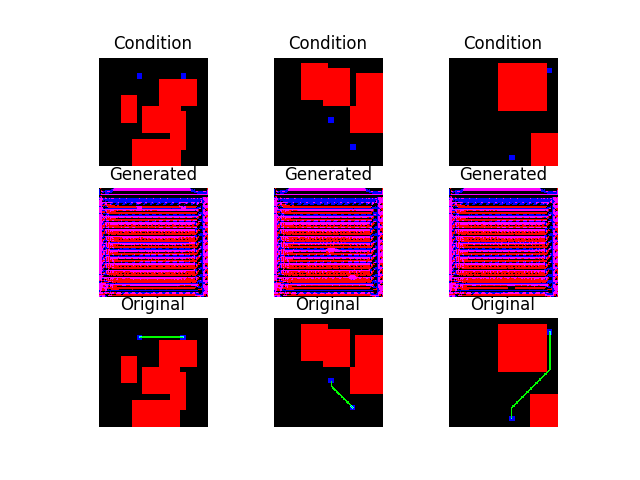 Condition Condition Condition
Generated Generated Generated
Original Original Original